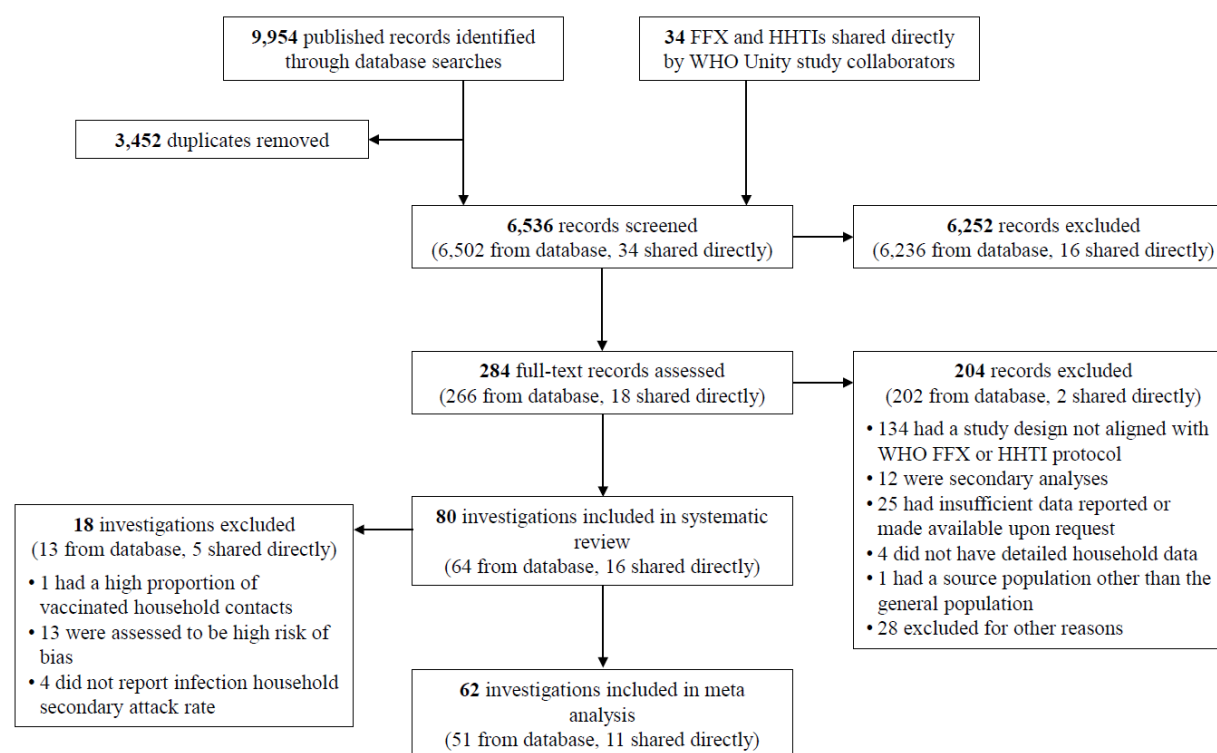 9,954 published records identified
through database searches
34 FFX and HHTIs shared directly
by WHO Unity study collaborators
3,452 duplicates removed
6,536 records screened
(6,502 from database, 34 shared directly)
6,252 records excluded
(6,236 from database, 16 shared directly)
284 full-text records assessed
(266 from database, 18 shared directly)
204 records excluded
(202 from database, 2 shared directly)
• 134 had a study design not aligned with
WHO FFX or HHTI protocol
• 12 were secondary analyses
• 25 had insufficient data reported or
made available upon request
• 4 did not have detailed household data
• 1 had a source population other than the
general population
• 28 excluded for other reasons
80 investigations included in systematic
review
(64 from database, 16 shared directly)
18 investigations excluded
(13 from database, 5 shared directly)
• 1 had a high proportion of
vaccinated household contacts
• 13 were assessed to be high risk of
bias
• 4 did not report infection household
secondary attack rate
62 investigations included in meta
analysis
(51 from database, 11 shared directly)